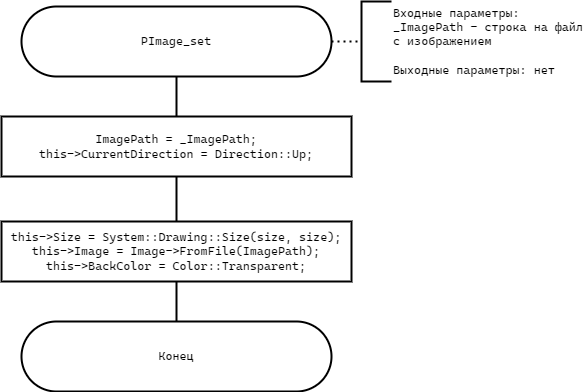 PImage_set
Входные параметры:
_ImagePath – строка на файл
с изображением
Выходные параметры: нет
ImagePath = _ImagePath;
this->CurrentDirection = Direction::Up;
this->Size = System::Drawing::Size(size, size);
this->Image = Image->FromFile(ImagePath);
this->BackColor = Color::Transparent;
Конец